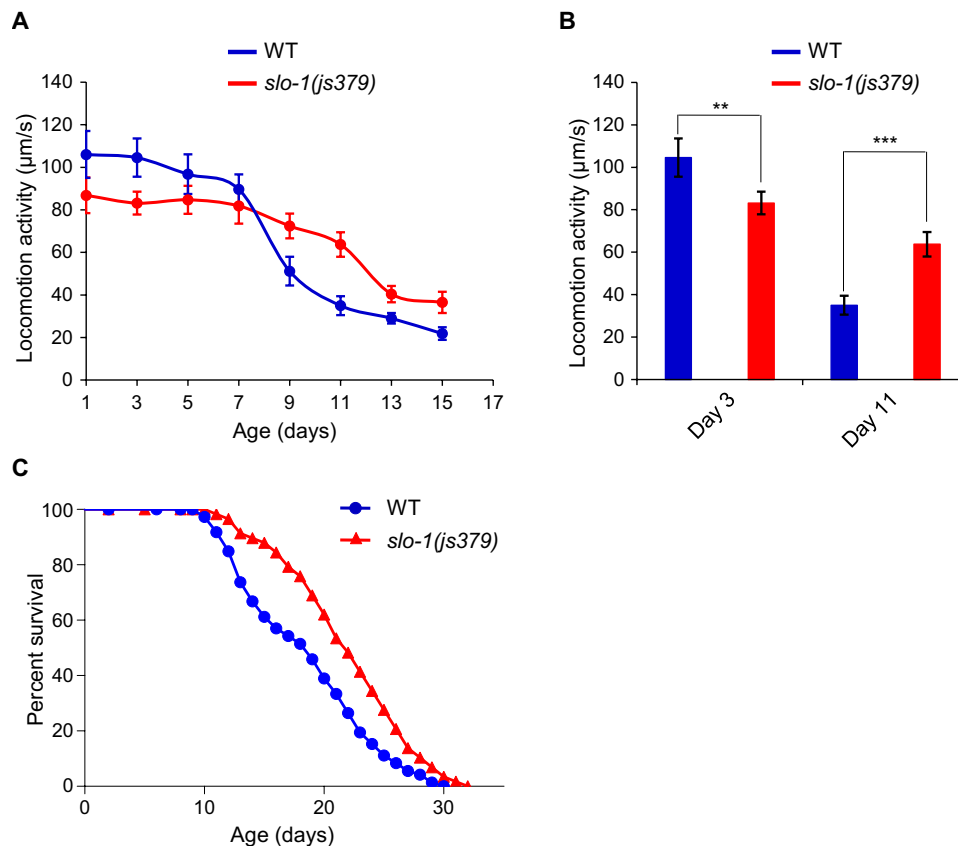 A
WT
slo-1(js379)
Locomotion activity (µm/s)
140
120
100
80
60
40
20
0
1 3 5 7 9 11 13 15 17
Age (days)
B
WT
slo-1(js379)
Locomotion activity (µm/s)
140
120
100
80
60
40
20
0
**
***
Day 3
Day 11
C
WT
slo-1(js379)
Percent survival
100
80
60
40
20
0
0 10 20 30
Age (days)